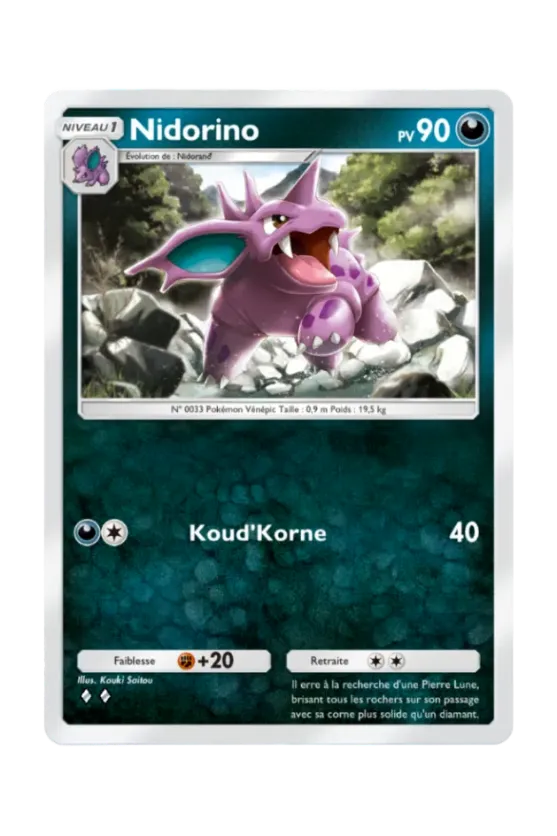 NIVEAU 1
Nidorino
PV 90
Évolution de : Nidoran♂
N° 0033 Pokémon Vénépic Taille : 0,9 m Poids : 19,5 kg
Koud'Korne 40
Faiblesse +20
Retraite
Illus. Kouki Saitou
Il erre à la recherche d'une Pierre Lune,
brisant tous les rochers sur son passage
avec sa corne plus solide qu'un diamant.